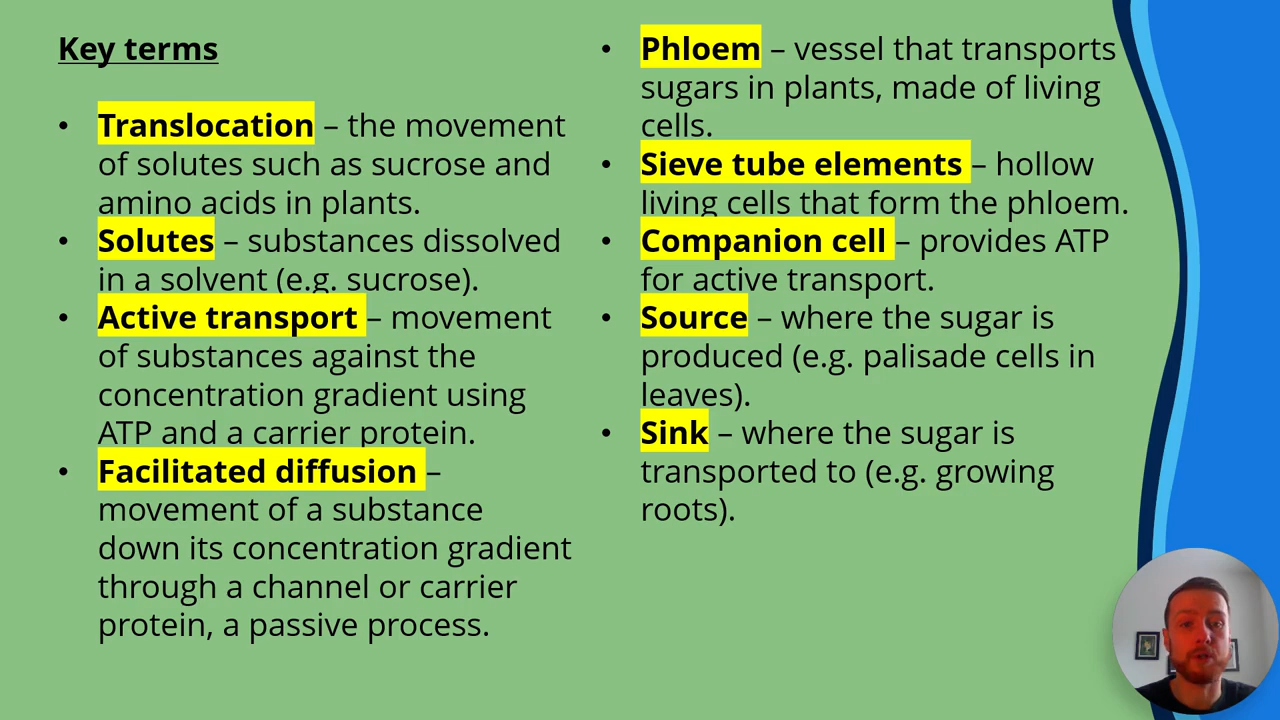 Key terms
• Translocation – the movement
of solutes such as sucrose and
amino acids in plants.
• Solutes – substances dissolved
in a solvent (e.g. sucrose).
• Active transport – movement
of substances against the
concentration gradient using
ATP and a carrier protein.
• Facilitated diffusion –
movement of a substance
down its concentration gradient
through a channel or carrier
protein, a passive process.
• Phloem – vessel that transports
sugars in plants, made of living
cells.
• Sieve tube elements – hollow
living cells that form the phloem.
• Companion cell – provides ATP
for active transport.
• Source – where the sugar is
produced (e.g. palisade cells in
leaves).
• Sink – where the sugar is
transported to (e.g. growing
roots).